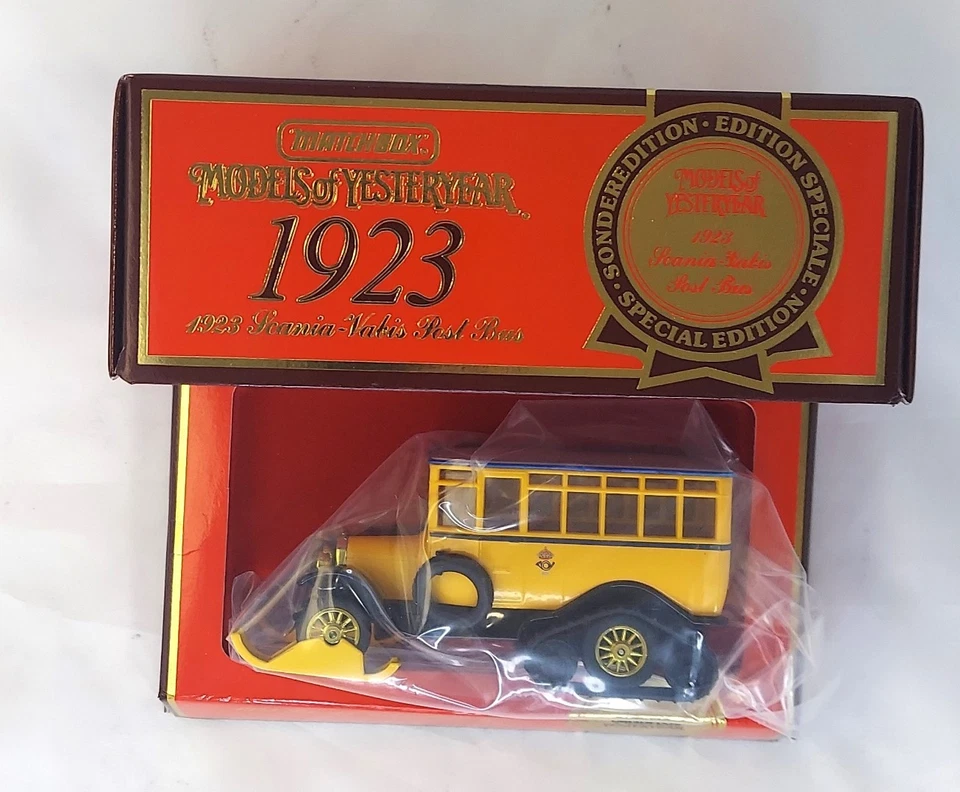 MATCHBOX
MODELS of YESTERYEAR
1923
1923 Scania-Vabis Post Bus
SONDEREDITION · EDITION SPECIALE · SPECIAL EDITION ·
MODELS of
YESTERYEAR
1923
Scania-Vabis
Post Bus